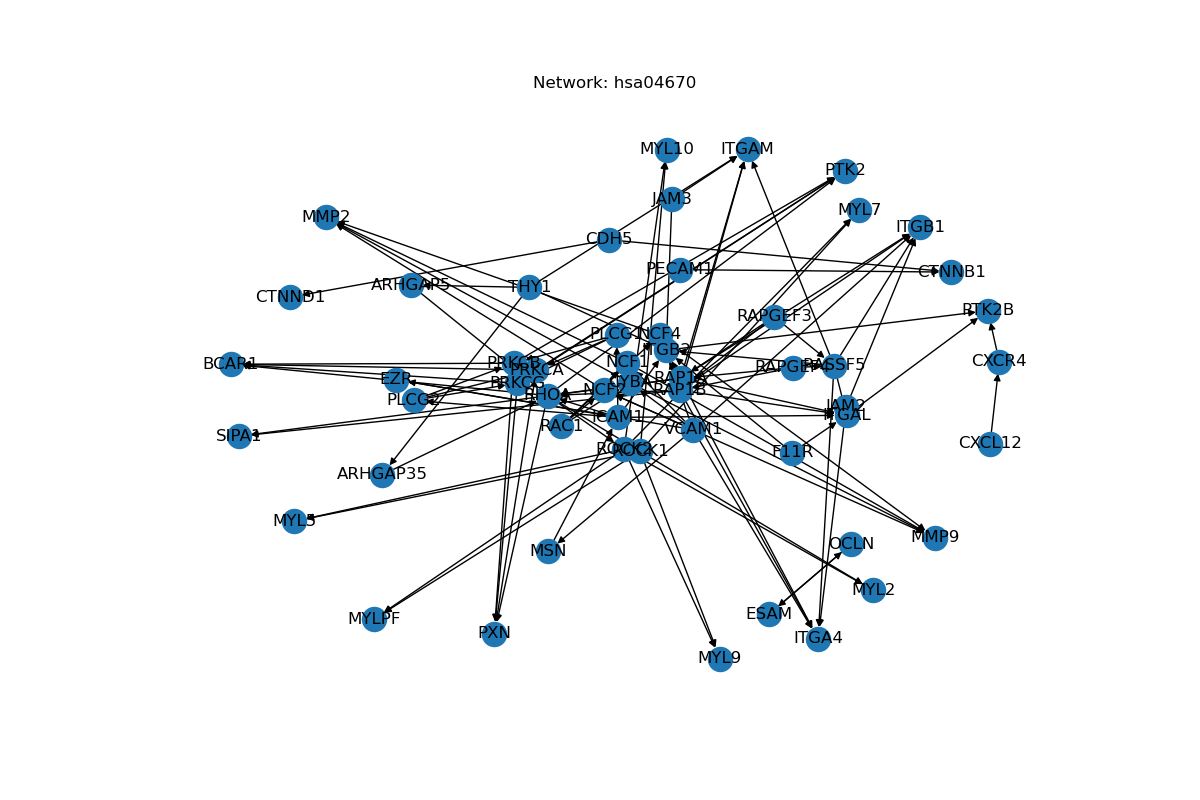 Network: hsa04670
MYL10
ITGAM
PTK2
JAM3
MYL7
MMP2
ITGB1
CDH5
PECAM1
CTNNB1
ARHGAP5
THY1
CTNND1
PTK2B
RAPGEF3
PLCG1
NCF4
ITGB2
BCAR1
PRKCB
PRKCA
NCF1
RASSF5
CXCR4
EZR
PRKCG
CYBA
RAP1A
RAP1B
PLCG2
RHOA
NCF2
JAM2
ITGAL
ICAM1
SIPA1
RAC1
VCAM1
CXCL12
ROCK2
ROCK1
F11R
ARHGAP35
MYL5
MSN
OCLN
MMP9
MYL2
ESAM
MYLPF
PXN
ITGA4
MYL9